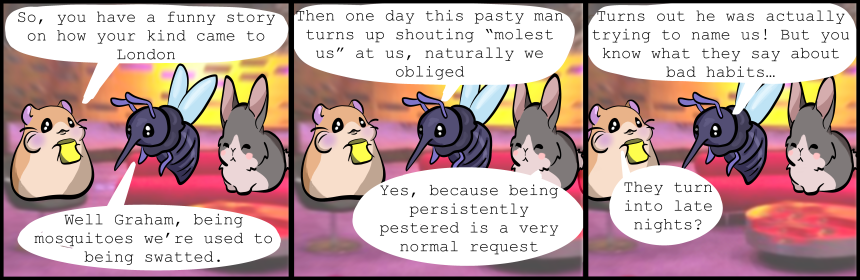 So, you have a funny story
on how your kind came to
London
Well Graham, being
mosquitoes we're used to
being swatted.
Then one day this pasty man
turns up shouting “molest
us” at us, naturally we
obliged
Yes, because being
persistently
pestered is a very
normal request
Turns out he was actually
trying to name us! But you
know what they say about
bad habits…
They turn
into late
nights?